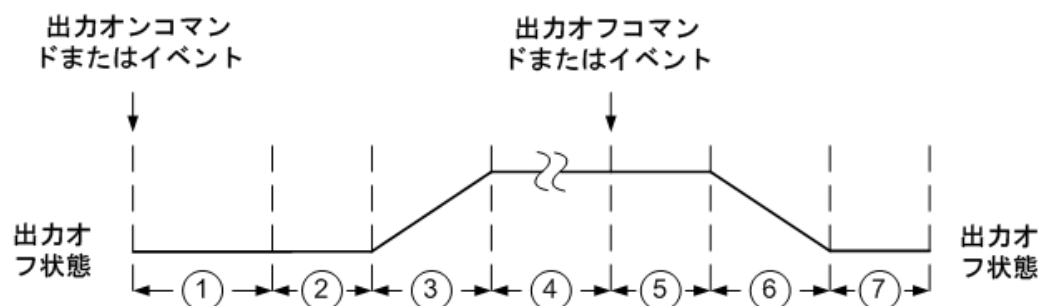 出力オンコマン
ドまたはイベント
出力オフコマン
ドまたはイベント
出力オ
フ状態
出力オ
フ状態
① ② ③ ④ ⑤ ⑥ ⑦